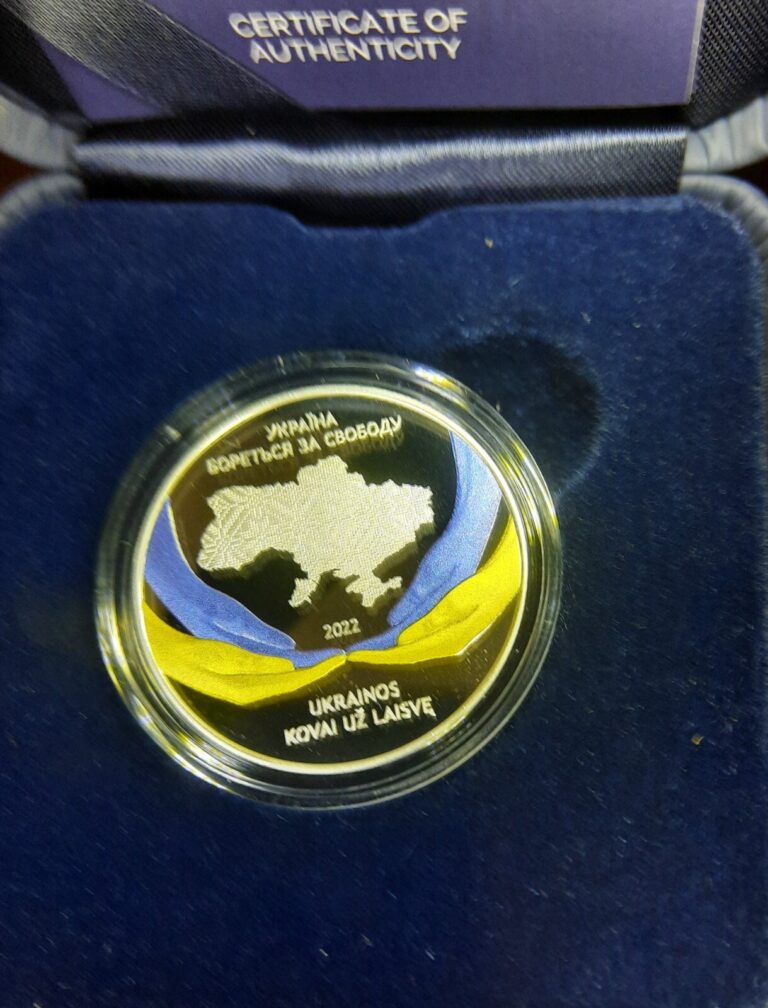 CERTIFICATE OF
AUTHENTICITY
УКРАЇНА
БОРЕТЬСЯ ЗА СВОБОДУ
2022
UKRAINOS
KOVAI UŽ LAISVĘ